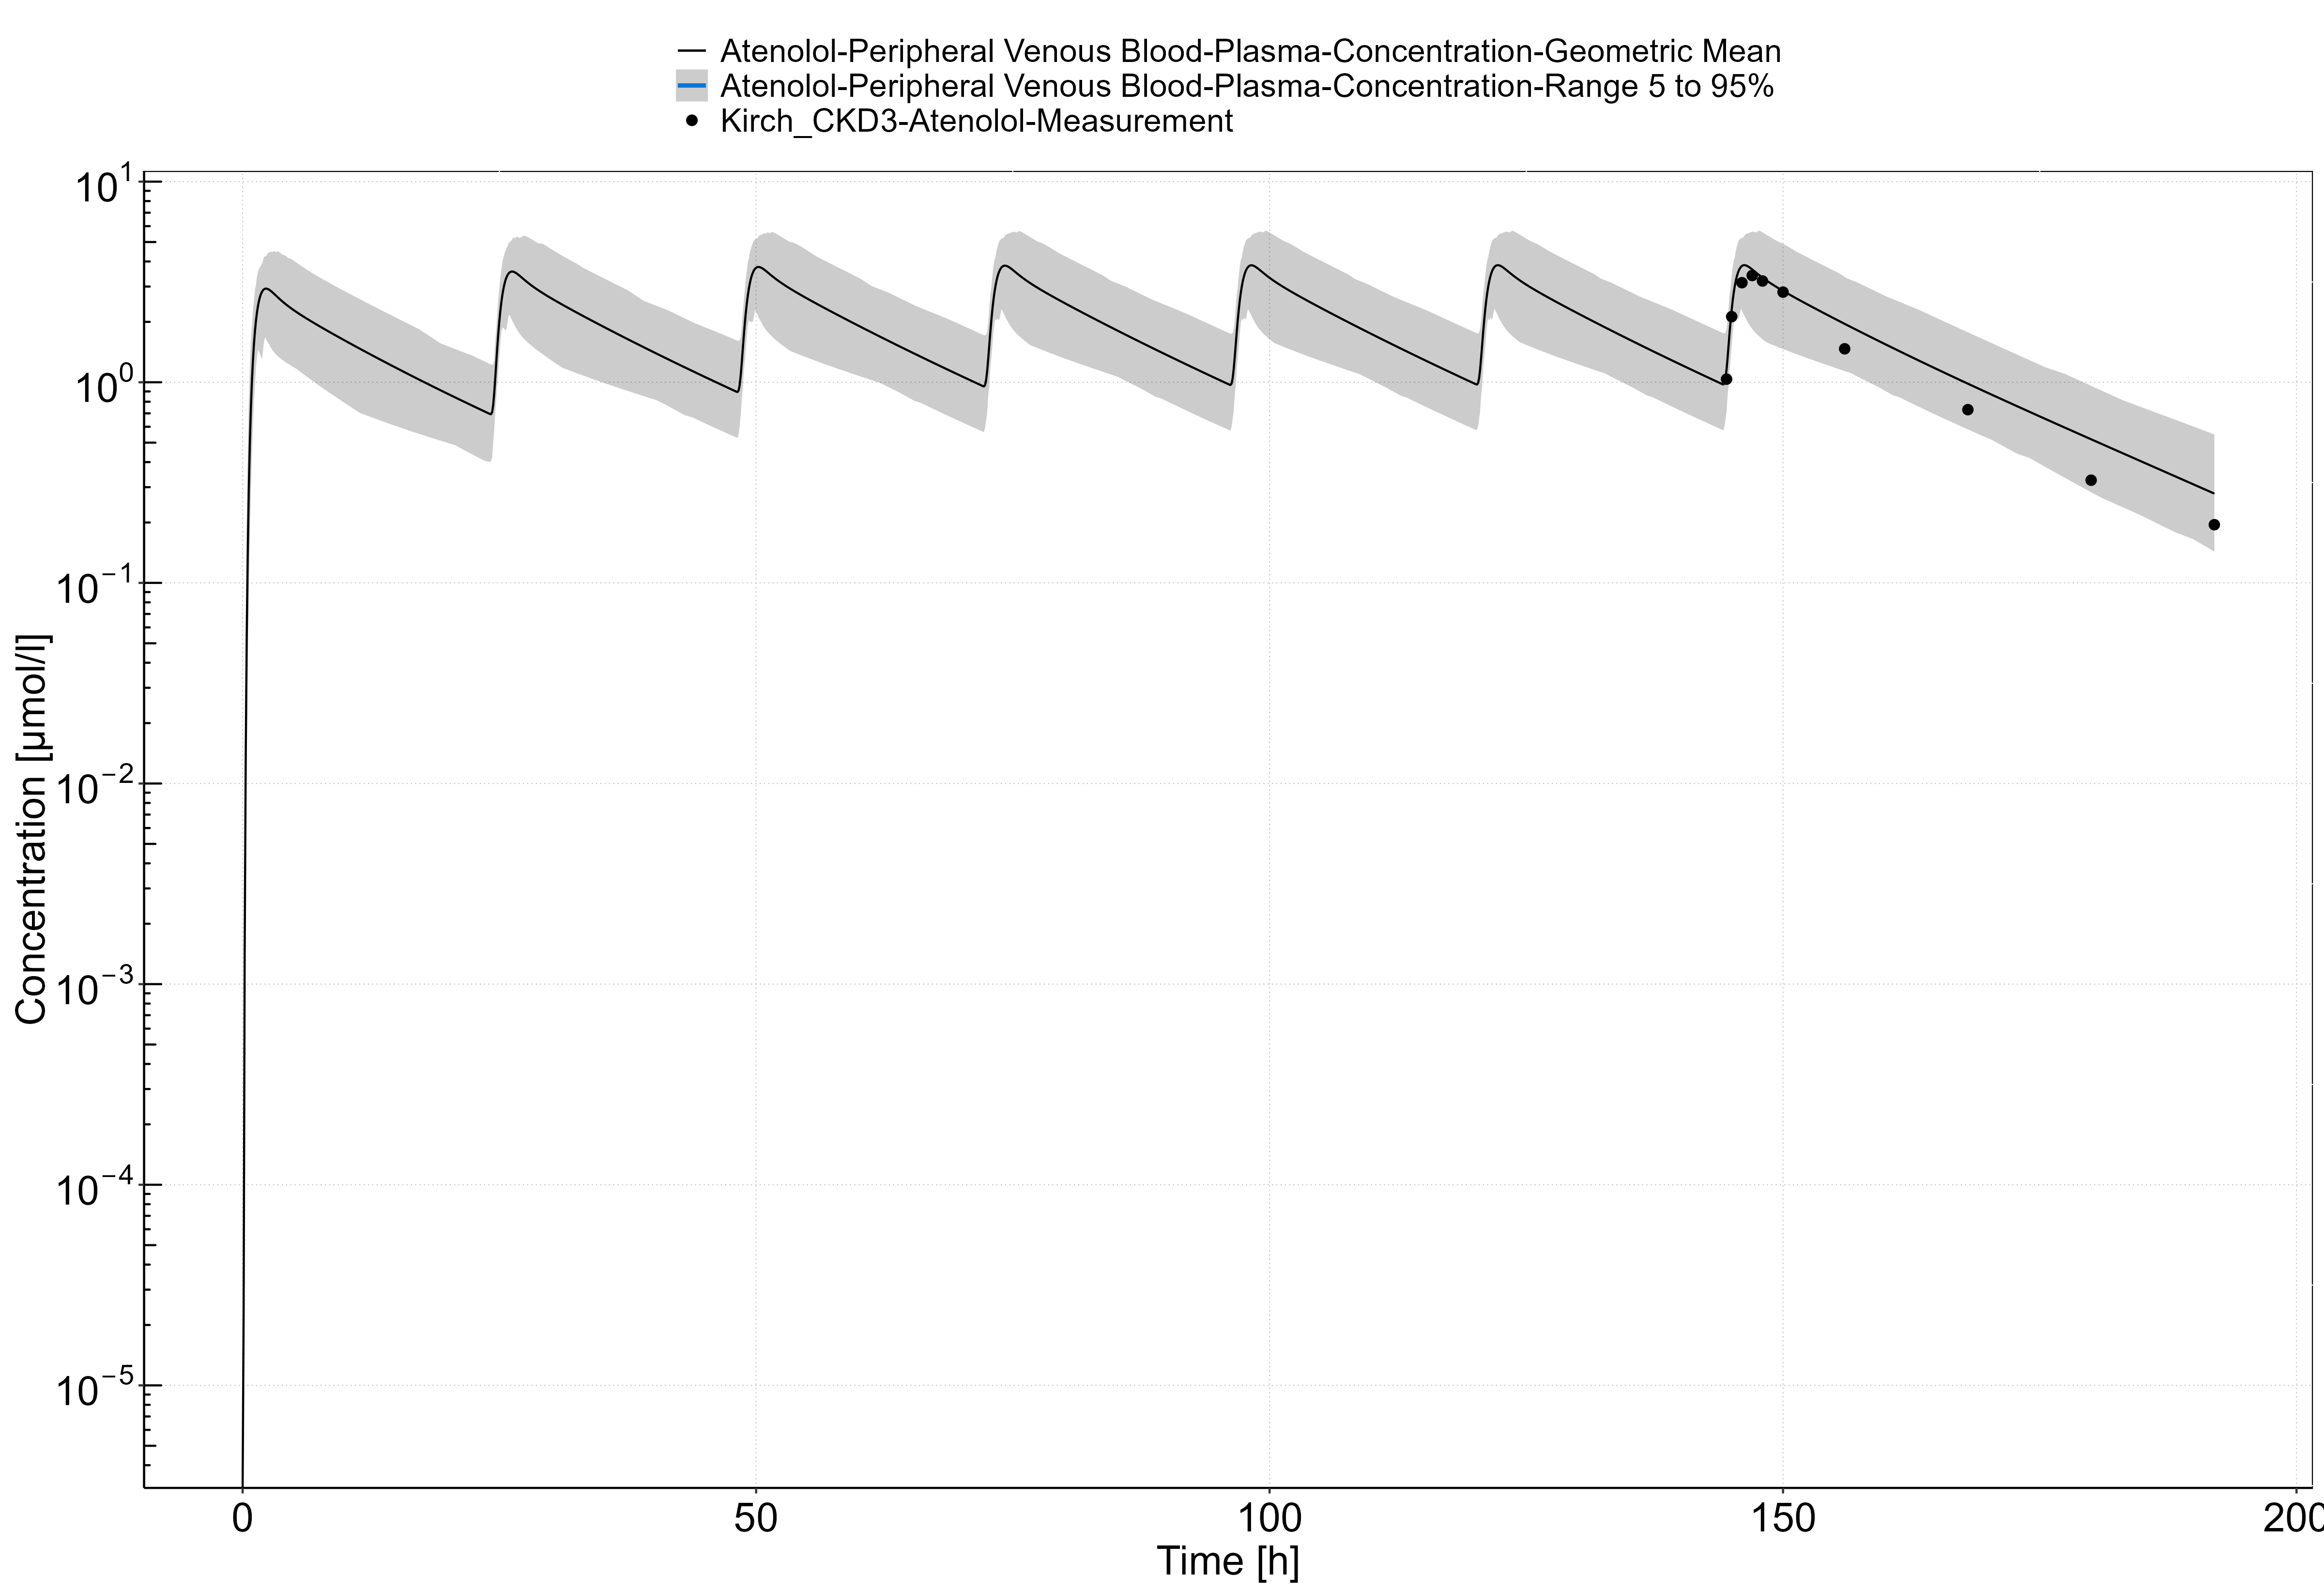 Atenolol-Peripheral Venous Blood-Plasma-Concentration-Geometric Mean
Atenolol-Peripheral Venous Blood-Plasma-Concentration-Range 5 to 95%
Kirch_CKD3-Atenolol-Measurement
10^1
10^0
10^−1
10^−2
10^−3
10^−4
10^−5
Concentration [µmol/l]
0 50 100 150 200
Time [h]